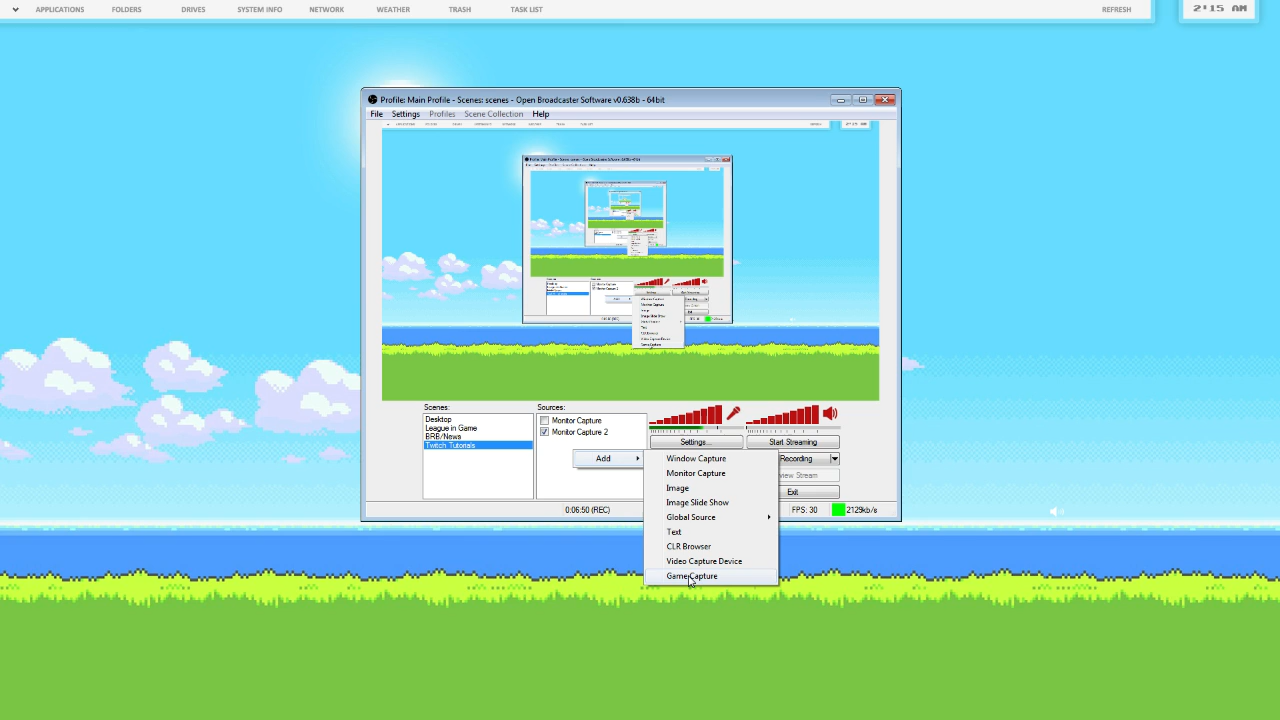 APPLICATIONS FOLDERS DRIVES SYSTEM INFO NETWORK WEATHER TRASH TASK LIST REFRESH 2:15 AM
Profile: Main Profile - Scenes: scenes - Open Broadcaster Software v0.638b - 64bit
File Settings Profiles Scene Collection Help
Scenes:
Desktop
League in Game
BRB/News
Twitch Tutorials
Sources:
Monitor Capture
Monitor Capture 2
Add
Window Capture
Monitor Capture
Image
Image Slide Show
Global Source
Text
CLR Browser
Video Capture Device
Game Capture
Settings...
Start Streaming
Recording
view Stream
Exit
0:06:50 (REC)
FPS: 30
2129kb/s